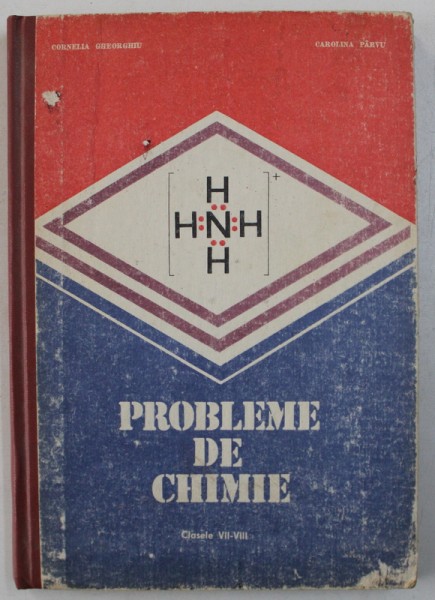 CORNELIA GHEORGHIU
CAROLINA PÂRVU
H +
H:N:H
H
PROBLEME
DE
CHIMIE
Clasele VII-VIII